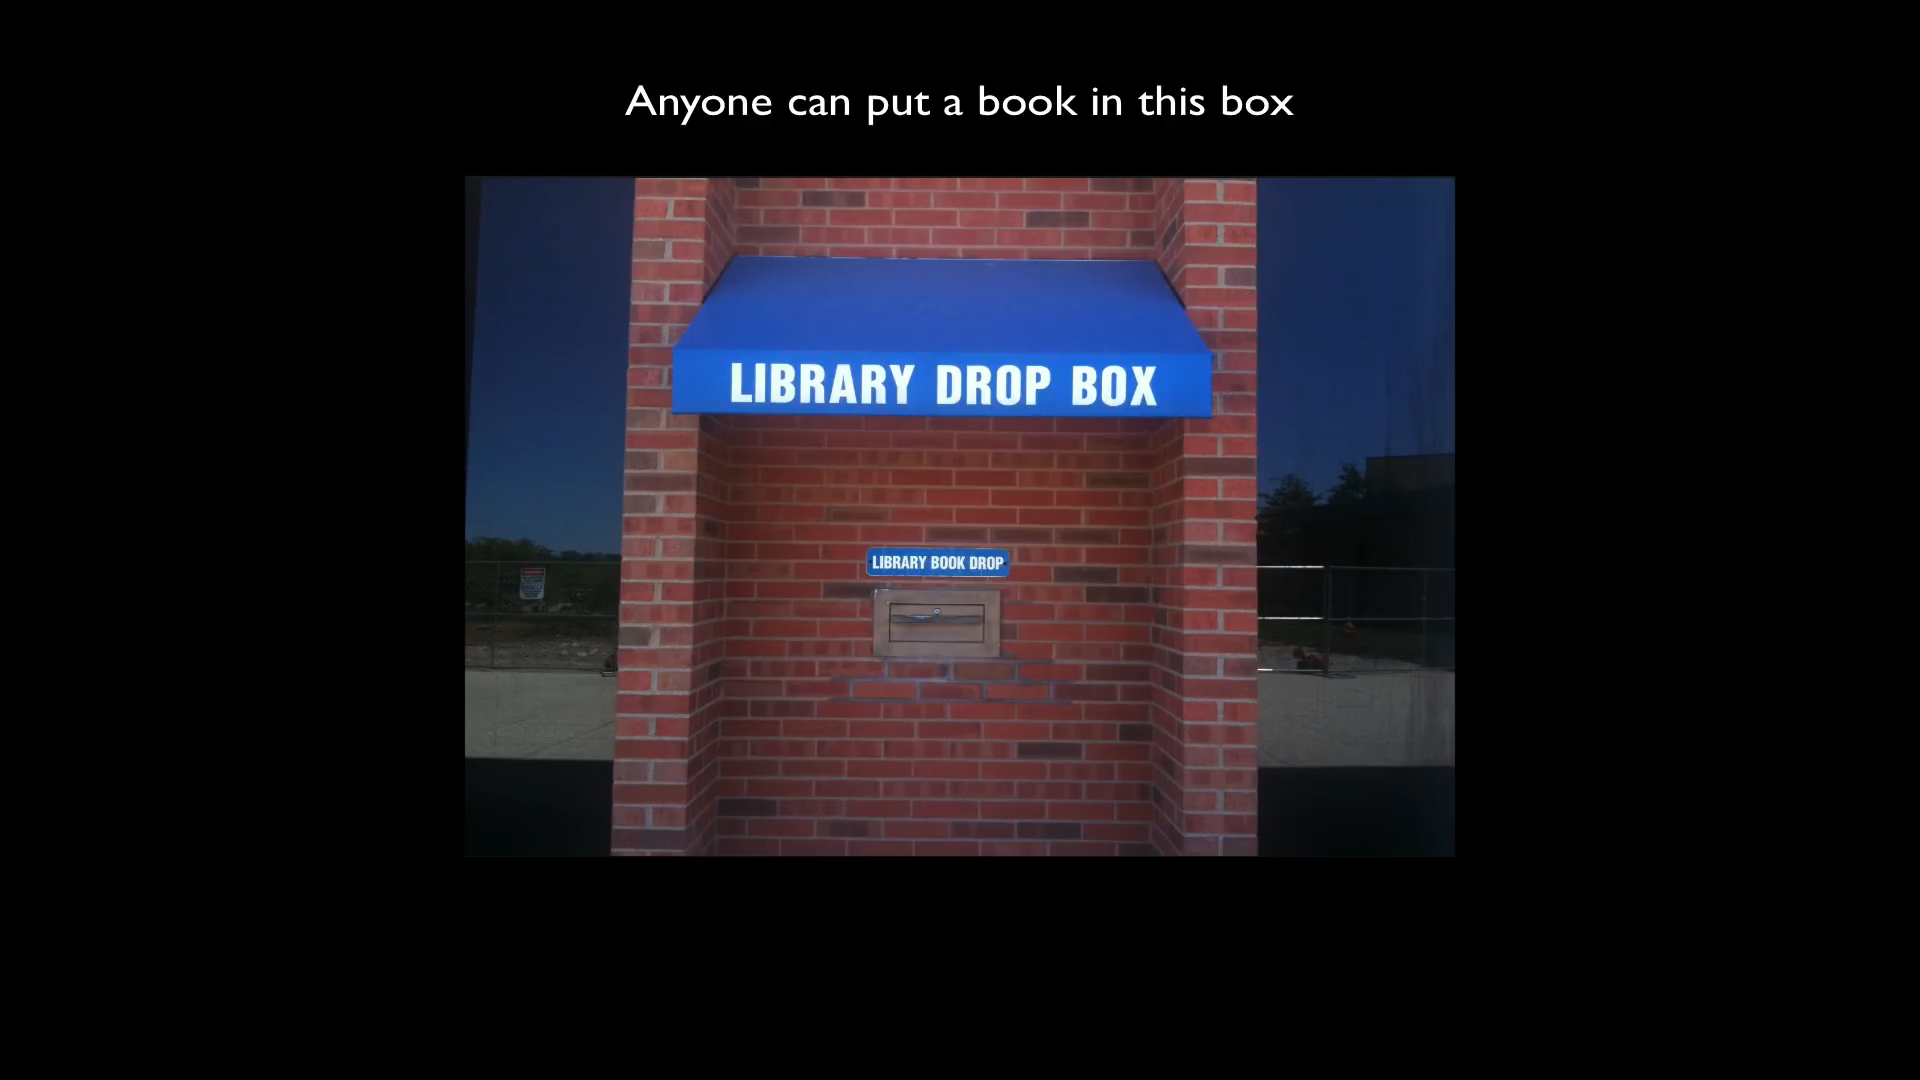 Anyone can put a book in this box
LIBRARY DROP BOX
LIBRARY BOOK DROP